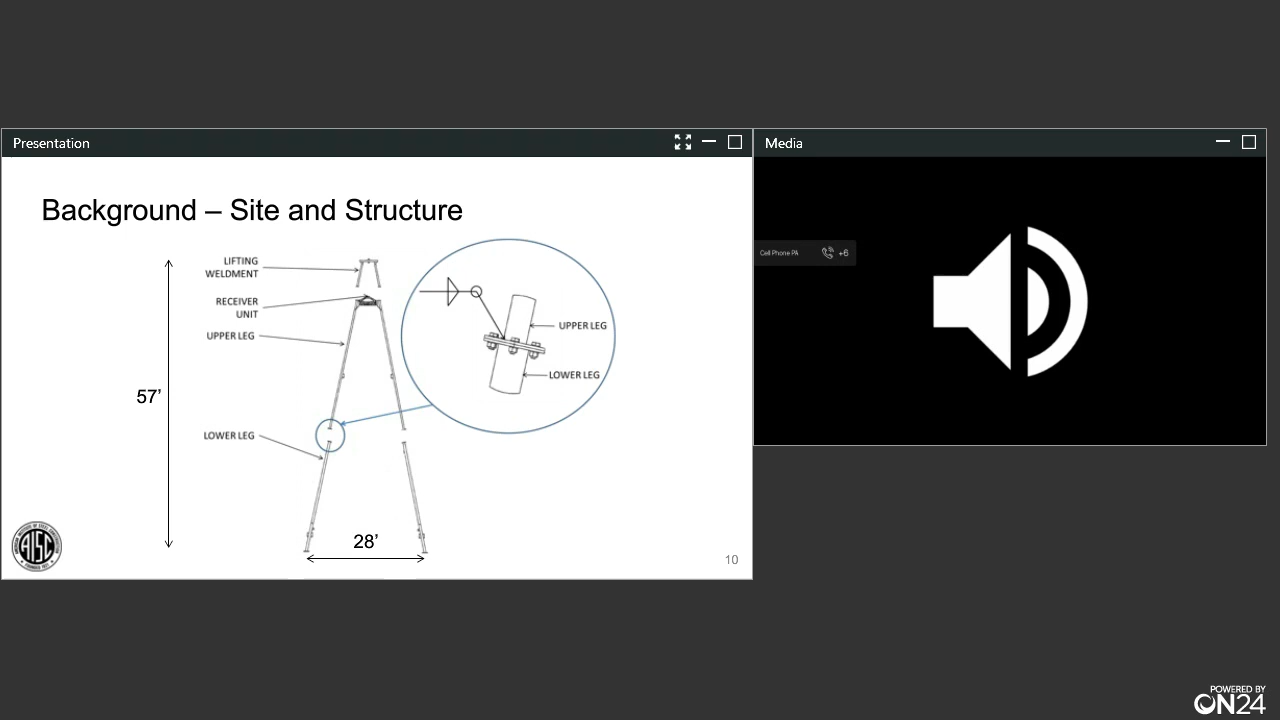 Presentation
Media
Background – Site and Structure
LIFTING
WELDMENT
RECEIVER
UNIT
UPPER LEG
57’
LOWER LEG
UPPER LEG
LOWER LEG
28’
AISC
10
Cell Phone PA
+6
POWERED BY
ON24